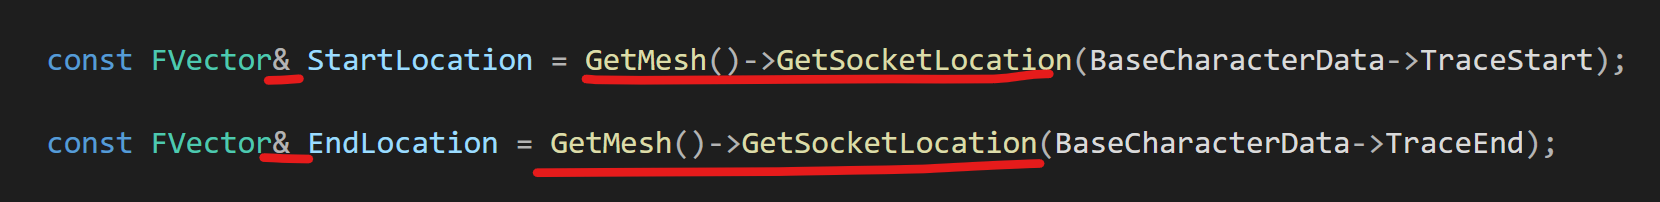 const FVector& StartLocation = GetMesh()->GetSocketLocation(BaseCharacterData->TraceStart);
const FVector& EndLocation = GetMesh()->GetSocketLocation(BaseCharacterData->TraceEnd);